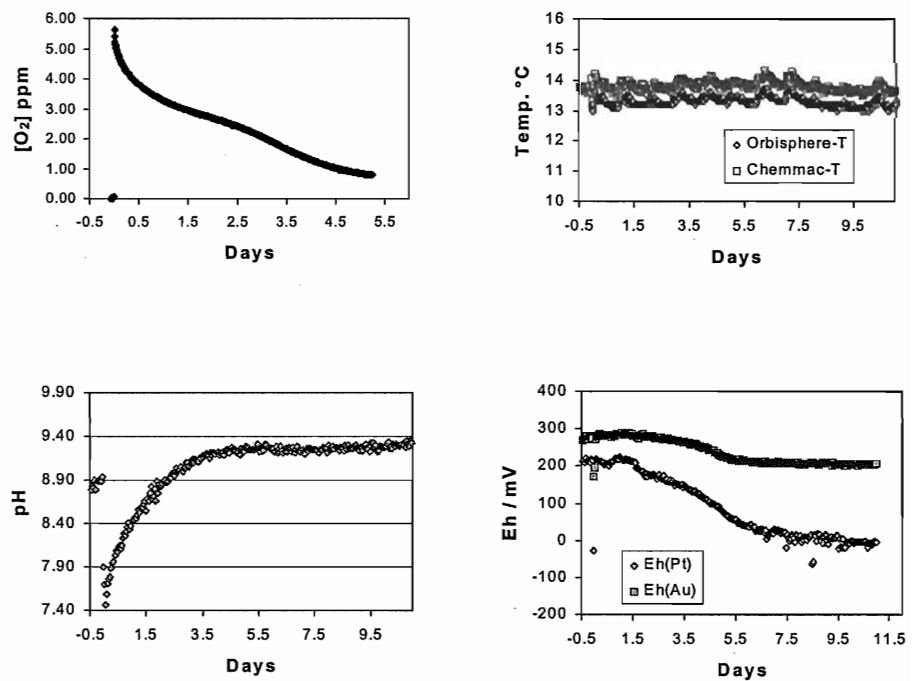 6.00
5.00
4.00
3.00
2.00
1.00
0.00
[O2] ppm
-0.5 0.5 1.5 2.5 3.5 4.5 5.5
Days
16
15
14
13
12
11
10
Temp. °C
Orbisphere-T
Chemmac-T
-0.5 1.5 3.5 5.5 7.5 9.5
Days
9.90
9.40
8.90
8.40
7.90
7.40
pH
-0.5 1.5 3.5 5.5 7.5 9.5
Days
400
300
200
100
0
-100
-200
Eh / mV
Eh(Pt)
Eh(Au)
-0.5 1.5 3.5 5.5 7.5 9.5 11.5
Days